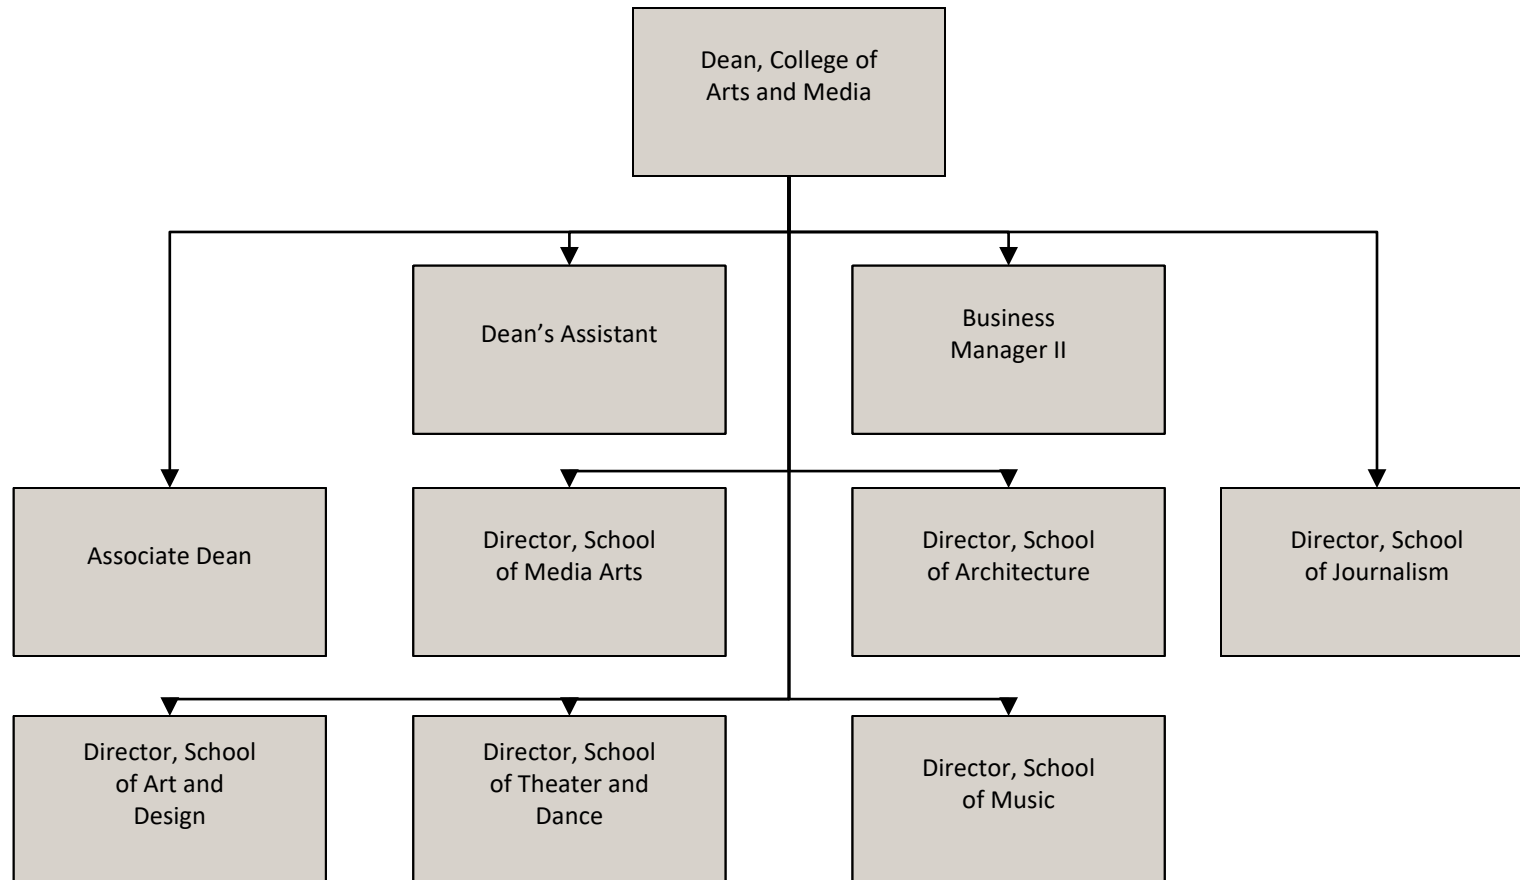 Dean, College of
Arts and Media
Dean’s Assistant
Business
Manager II
Associate Dean
Director, School
of Media Arts
Director, School
of Architecture
Director, School
of Journalism
Director, School
of Art and
Design
Director, School
of Theater and
Dance
Director, School
of Music